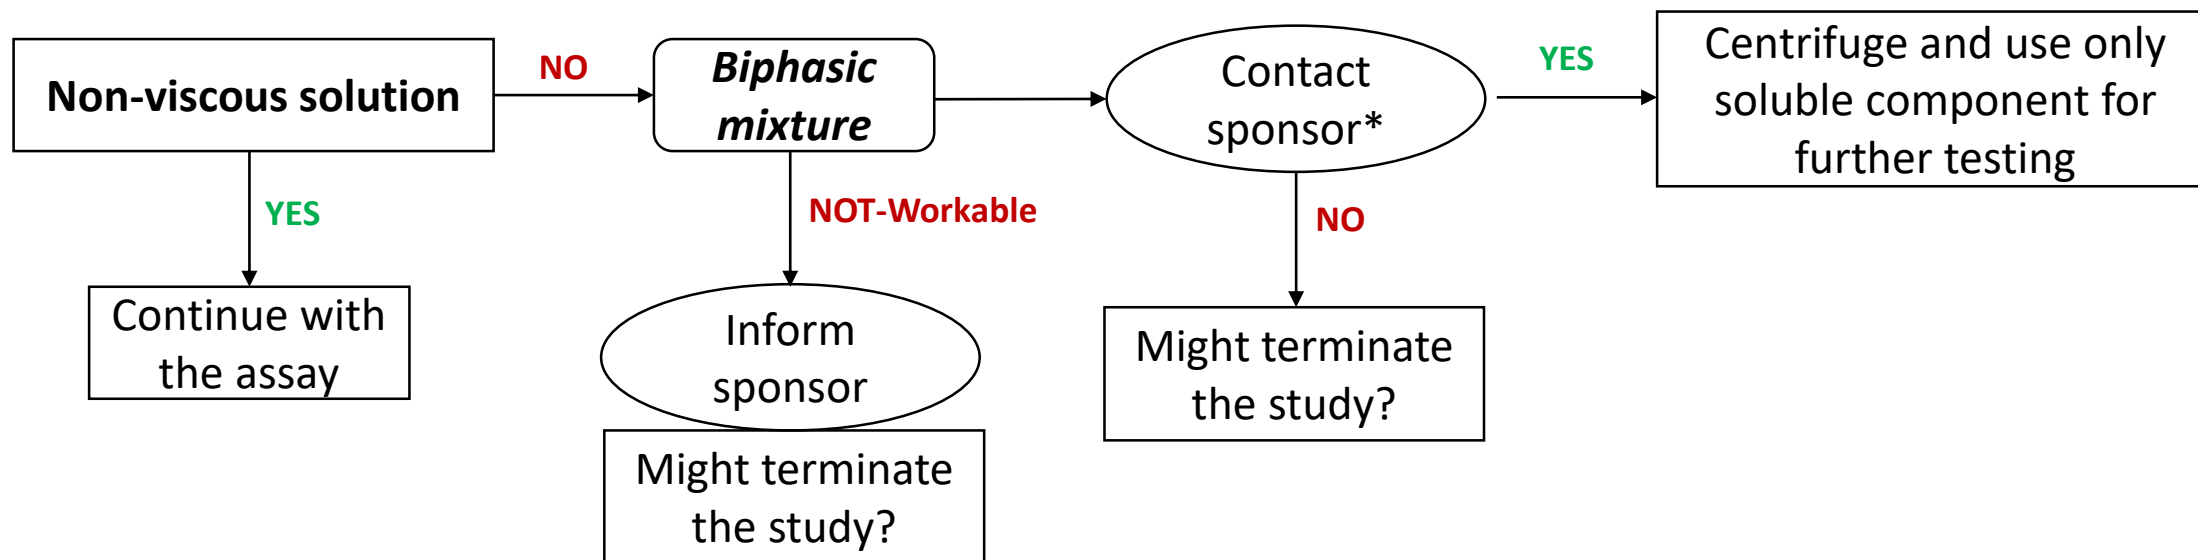 Non-viscous solution
NO
Biphasic
mixture
Contact
sponsor*
YES
Centrifuge and use only
soluble component for
further testing
YES
Continue with
the assay
NOT-Workable
Inform
sponsor
Might terminate
the study?
NO
Might terminate
the study?